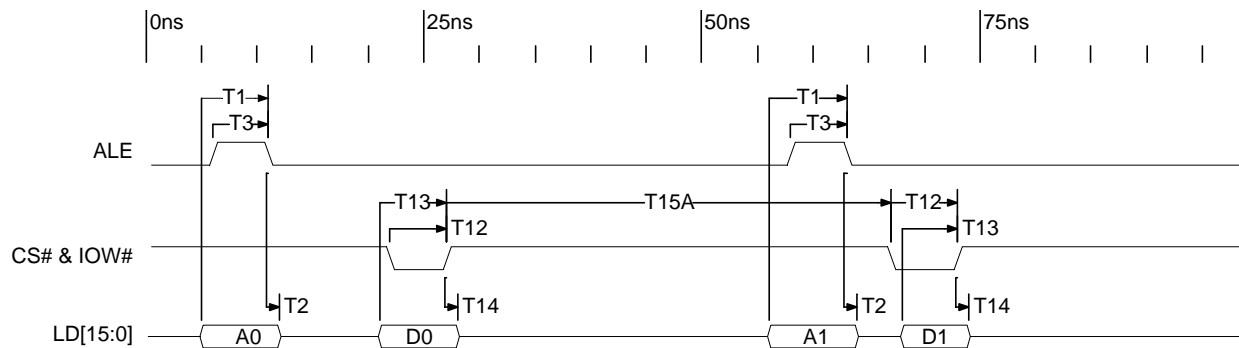 0ns 25ns 50ns 75ns
T1 T1
T3 T3
ALE
T13 T15A T12
T12 T13
CS# & IOW#
T2 T14 T2 T14
LD[15:0] A0 D0 A1 D1